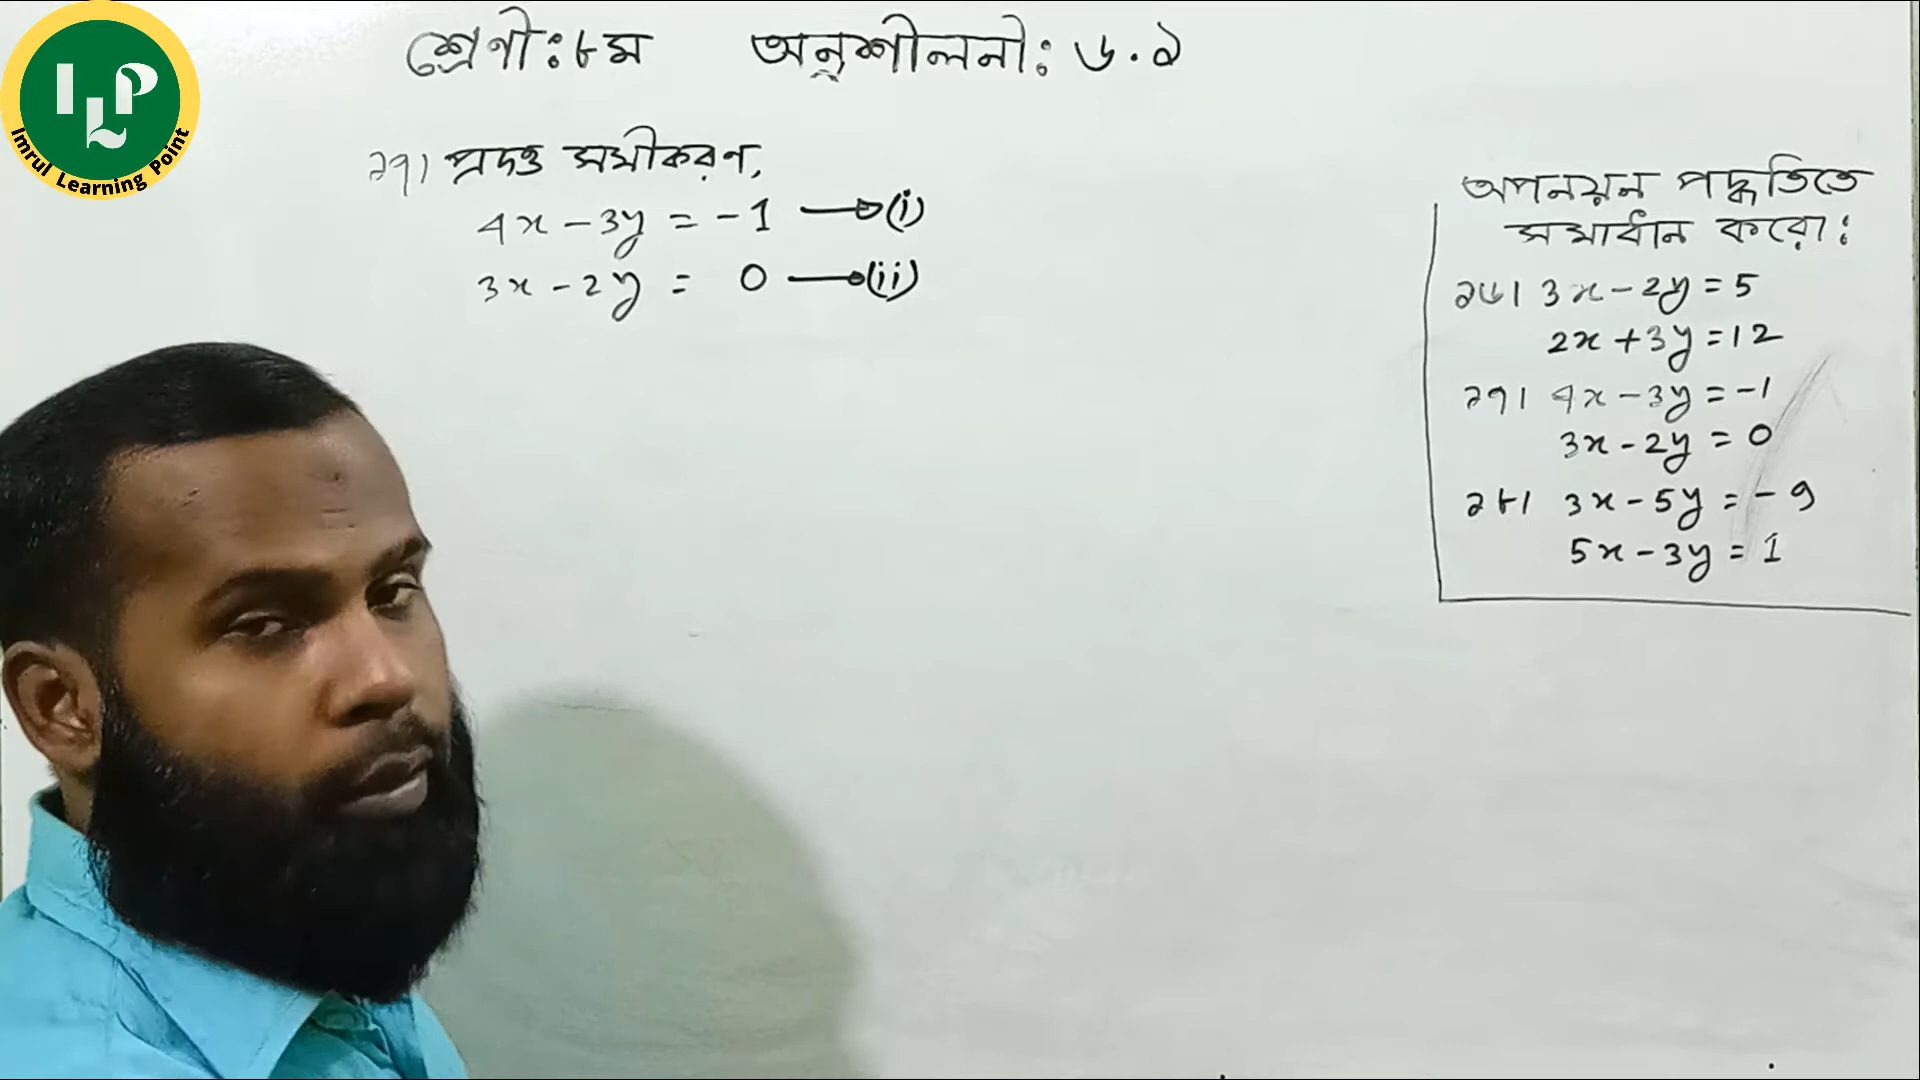 ILP
Imrul Learning Point
শ্রেণী: ৮ম অনুশীলনী: ৬.১
১৭। প্রদত্ত সমীকরণ,
4x - 3y = -1 → (i)
3x - 2y = 0 → (ii)
অপনয়ন পদ্ধতিতে
সমাধান করো:
১৬। 3x - 2y = 5
2x + 3y = 12
১৭। 4x - 3y = -1
3x - 2y = 0
১৮। 3x - 5y = - 9
5x - 3y = 1